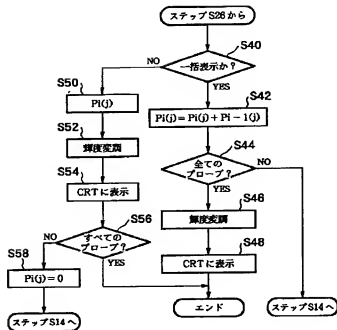 ステップS26から
S40
一括表示か?
NO
YES
S50
Pi(j)
S42
Pi(j)=Pi(j)+Pi-1(j)
S52
輝度変調
S44
全てのプローブ?
NO
YES
S54
CRTに表示
S46
輝度変調
S56
すべてのプローブ?
NO
YES
S48
CRTに表示
S58
Pi(j)=0
エンド
ステップS14へ
ステップS14へ